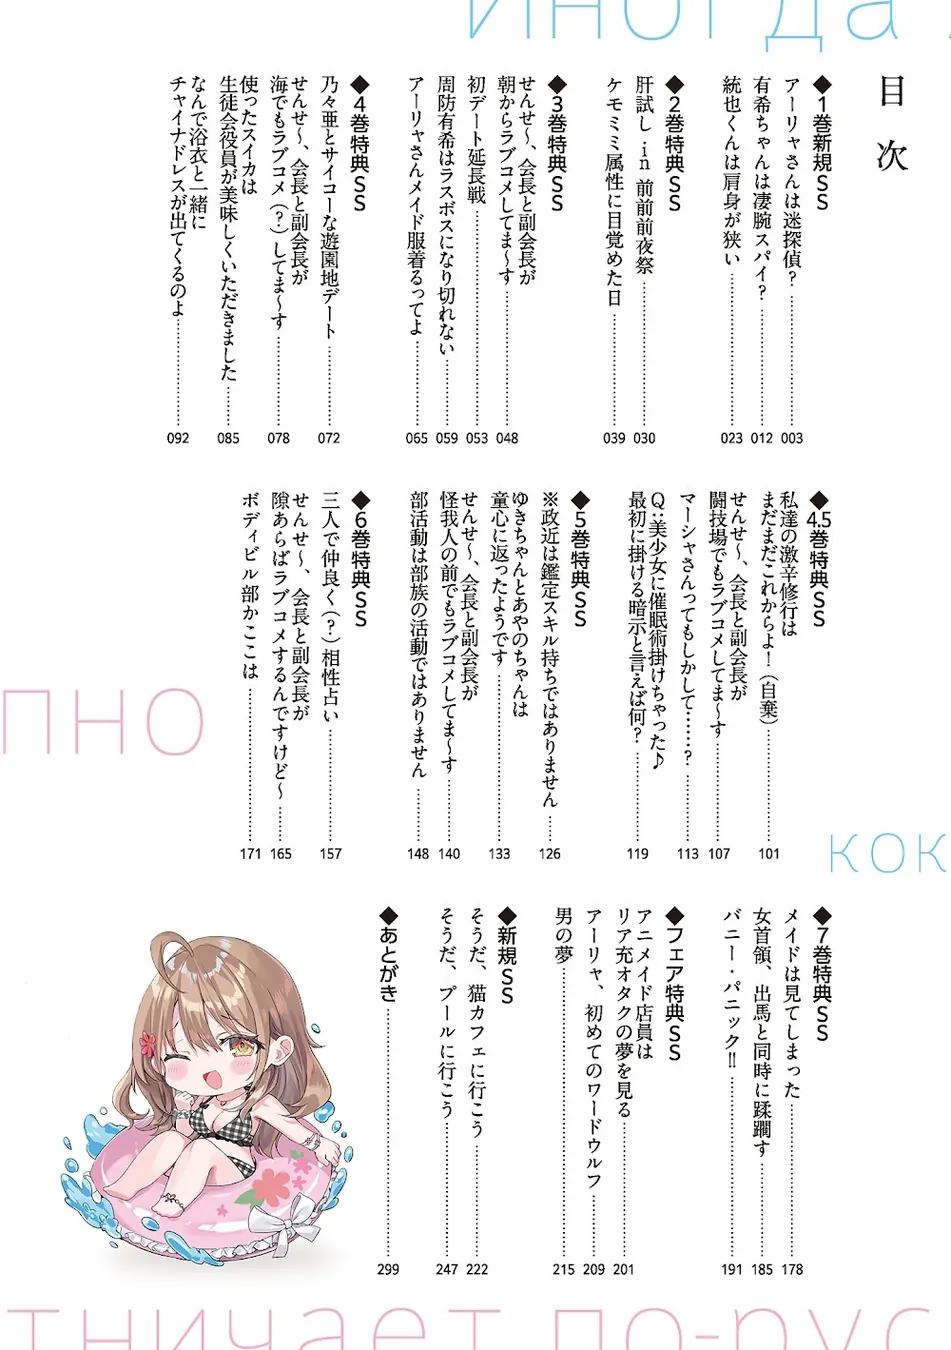 Иногда
目次
◆1巻新規SS
アーリャさんは迷探偵？ 003
有希ちゃんは凄腕スパイ？ 012
統也くんは肩身が狭い 023
◆2巻特典SS
肝試し in 前前前夜祭 030
ケモミミ属性に目覚めた日 039
◆3巻特典SS
せんせ〜、会長と副会長が
朝からラブコメしてま〜す 048
初デート延長戦 053
周防有希はラスボスになり切れない 059
アーリャさんメイド服着るってよ 065
◆4巻特典SS
乃々亜とサイコーな遊園地デート 072
せんせ〜、会長と副会長が
海でもラブコメ（？）してま〜す 078
使ったスイカは
生徒会役員が美味しくいただきました 085
なんで浴衣と一緒に
チャイナドレスが出てくるのよ 092
◆4.5巻特典SS
私達の激辛修行は
まだまだこれからよ！（自棄） 101
せんせ〜、会長と副会長が
闘技場でもラブコメしてま〜す 107
マーシャさんってもしかして……？ 113
Q：美少女に催眠術掛けちゃった♪
最初に掛ける暗示と言えば何？ 119
◆5巻特典SS
※政近は鑑定スキル持ちではありません 126
ゆきちゃんとあやのちゃんは
童心に返ったようです 133
せんせ〜、会長と副会長が
怪我人の前でもラブコメしてま〜す 140
部活動は部族の活動ではありません 148
◆6巻特典SS
三人で仲良く（？）相性占い 157
せんせ〜、会長と副会長が
隙あらばラブコメするんですけど〜 165
ボディビル部かここは 171
пно
кок
◆7巻特典SS
メイドは見てしまった 178
女首領、出馬と同時に蹂躙す 185
バニー・パニック!! 191
◆フェア特典SS
アニメイド店員は
リア充オタクの夢を見る 201
アーリャ、初めてのワードウルフ 209
男の夢 215
◆新規SS
そうだ、猫カフェに行こう 222
そうだ、プールに行こう 247
◆あとがき 299
тничает по-рус